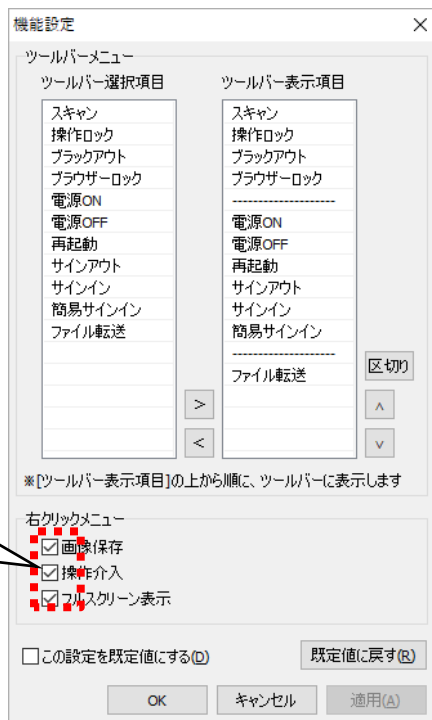 機能設定
ツールバーメニュー
ツールバー選択項目
スキャン
操作ロック
ブラックアウト
ブラウザーロック
電源ON
電源OFF
再起動
サインアウト
サインイン
簡易サインイン
ファイル転送
ツールバー表示項目
スキャン
操作ロック
ブラックアウト
ブラウザーロック
--------------------
電源ON
電源OFF
再起動
サインアウト
サインイン
簡易サインイン
--------------------
ファイル転送
>
<
区切り
∧
∨
※[ツールバー表示項目]の上から順に、ツールバーに表示します
右クリックメニュー
画像保存
操作介入
フルスクリーン表示
この設定を既定値にする(D)
既定値に戻す(R)
OK
キャンセル
適用(A)